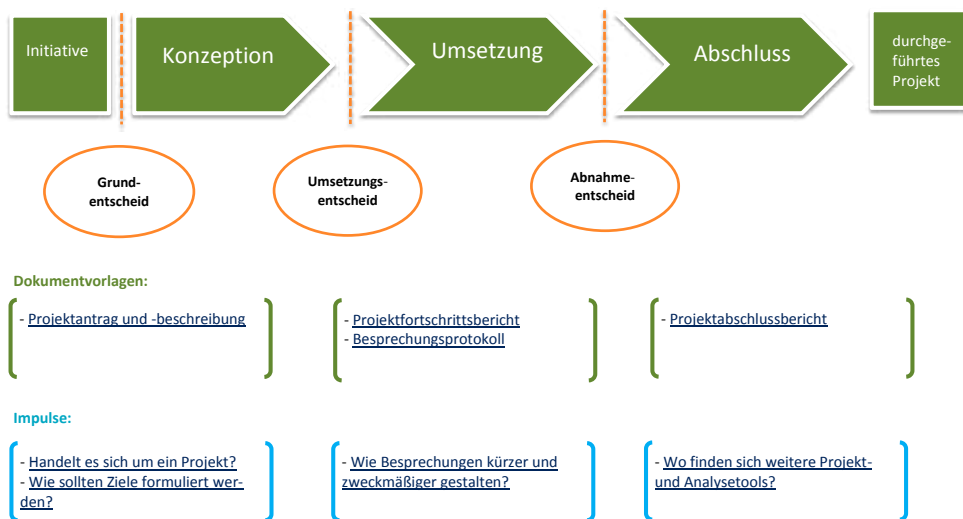 Initiative
Konzeption
Umsetzung
Abschluss
durchge-
führtes
Projekt
Grund-
entscheid
Umsetzungs-
entscheid
Abnahme-
entscheid
Dokumentvorlagen:
- Projektantrag und -beschreibung
- Projektfortschrittsbericht
- Besprechungsprotokoll
- Projektabschlussbericht
Impulse:
- Handelt es sich um ein Projekt?
- Wie sollten Ziele formuliert wer-
den?
- Wie Besprechungen kürzer und
zweckmäßiger gestalten?
- Wo finden sich weitere Projekt-
und Analysetools?